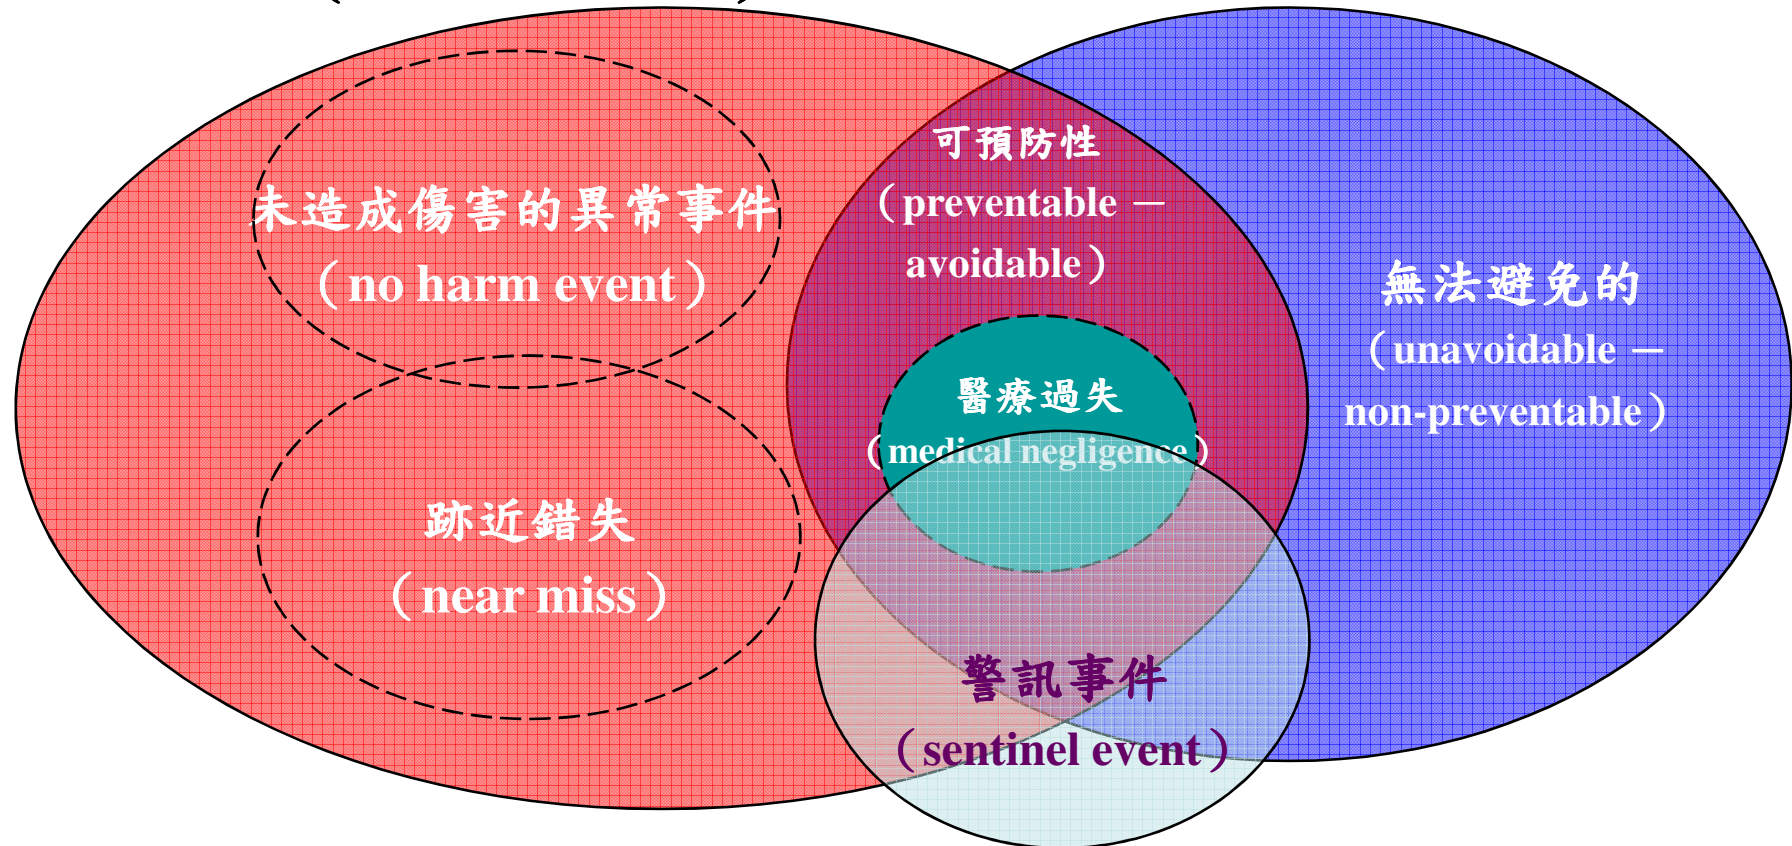 未造成傷害的異常事件
（no harm event）
跡近錯失
（near miss）
可預防性
（preventable－
avoidable）
醫療過失
（medical negligence）
無法避免的
（unavoidable－
non-preventable）
警訊事件
（sentinel event）